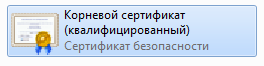 Корневой сертификат
(квалифицированный)
Сертификат безопасности